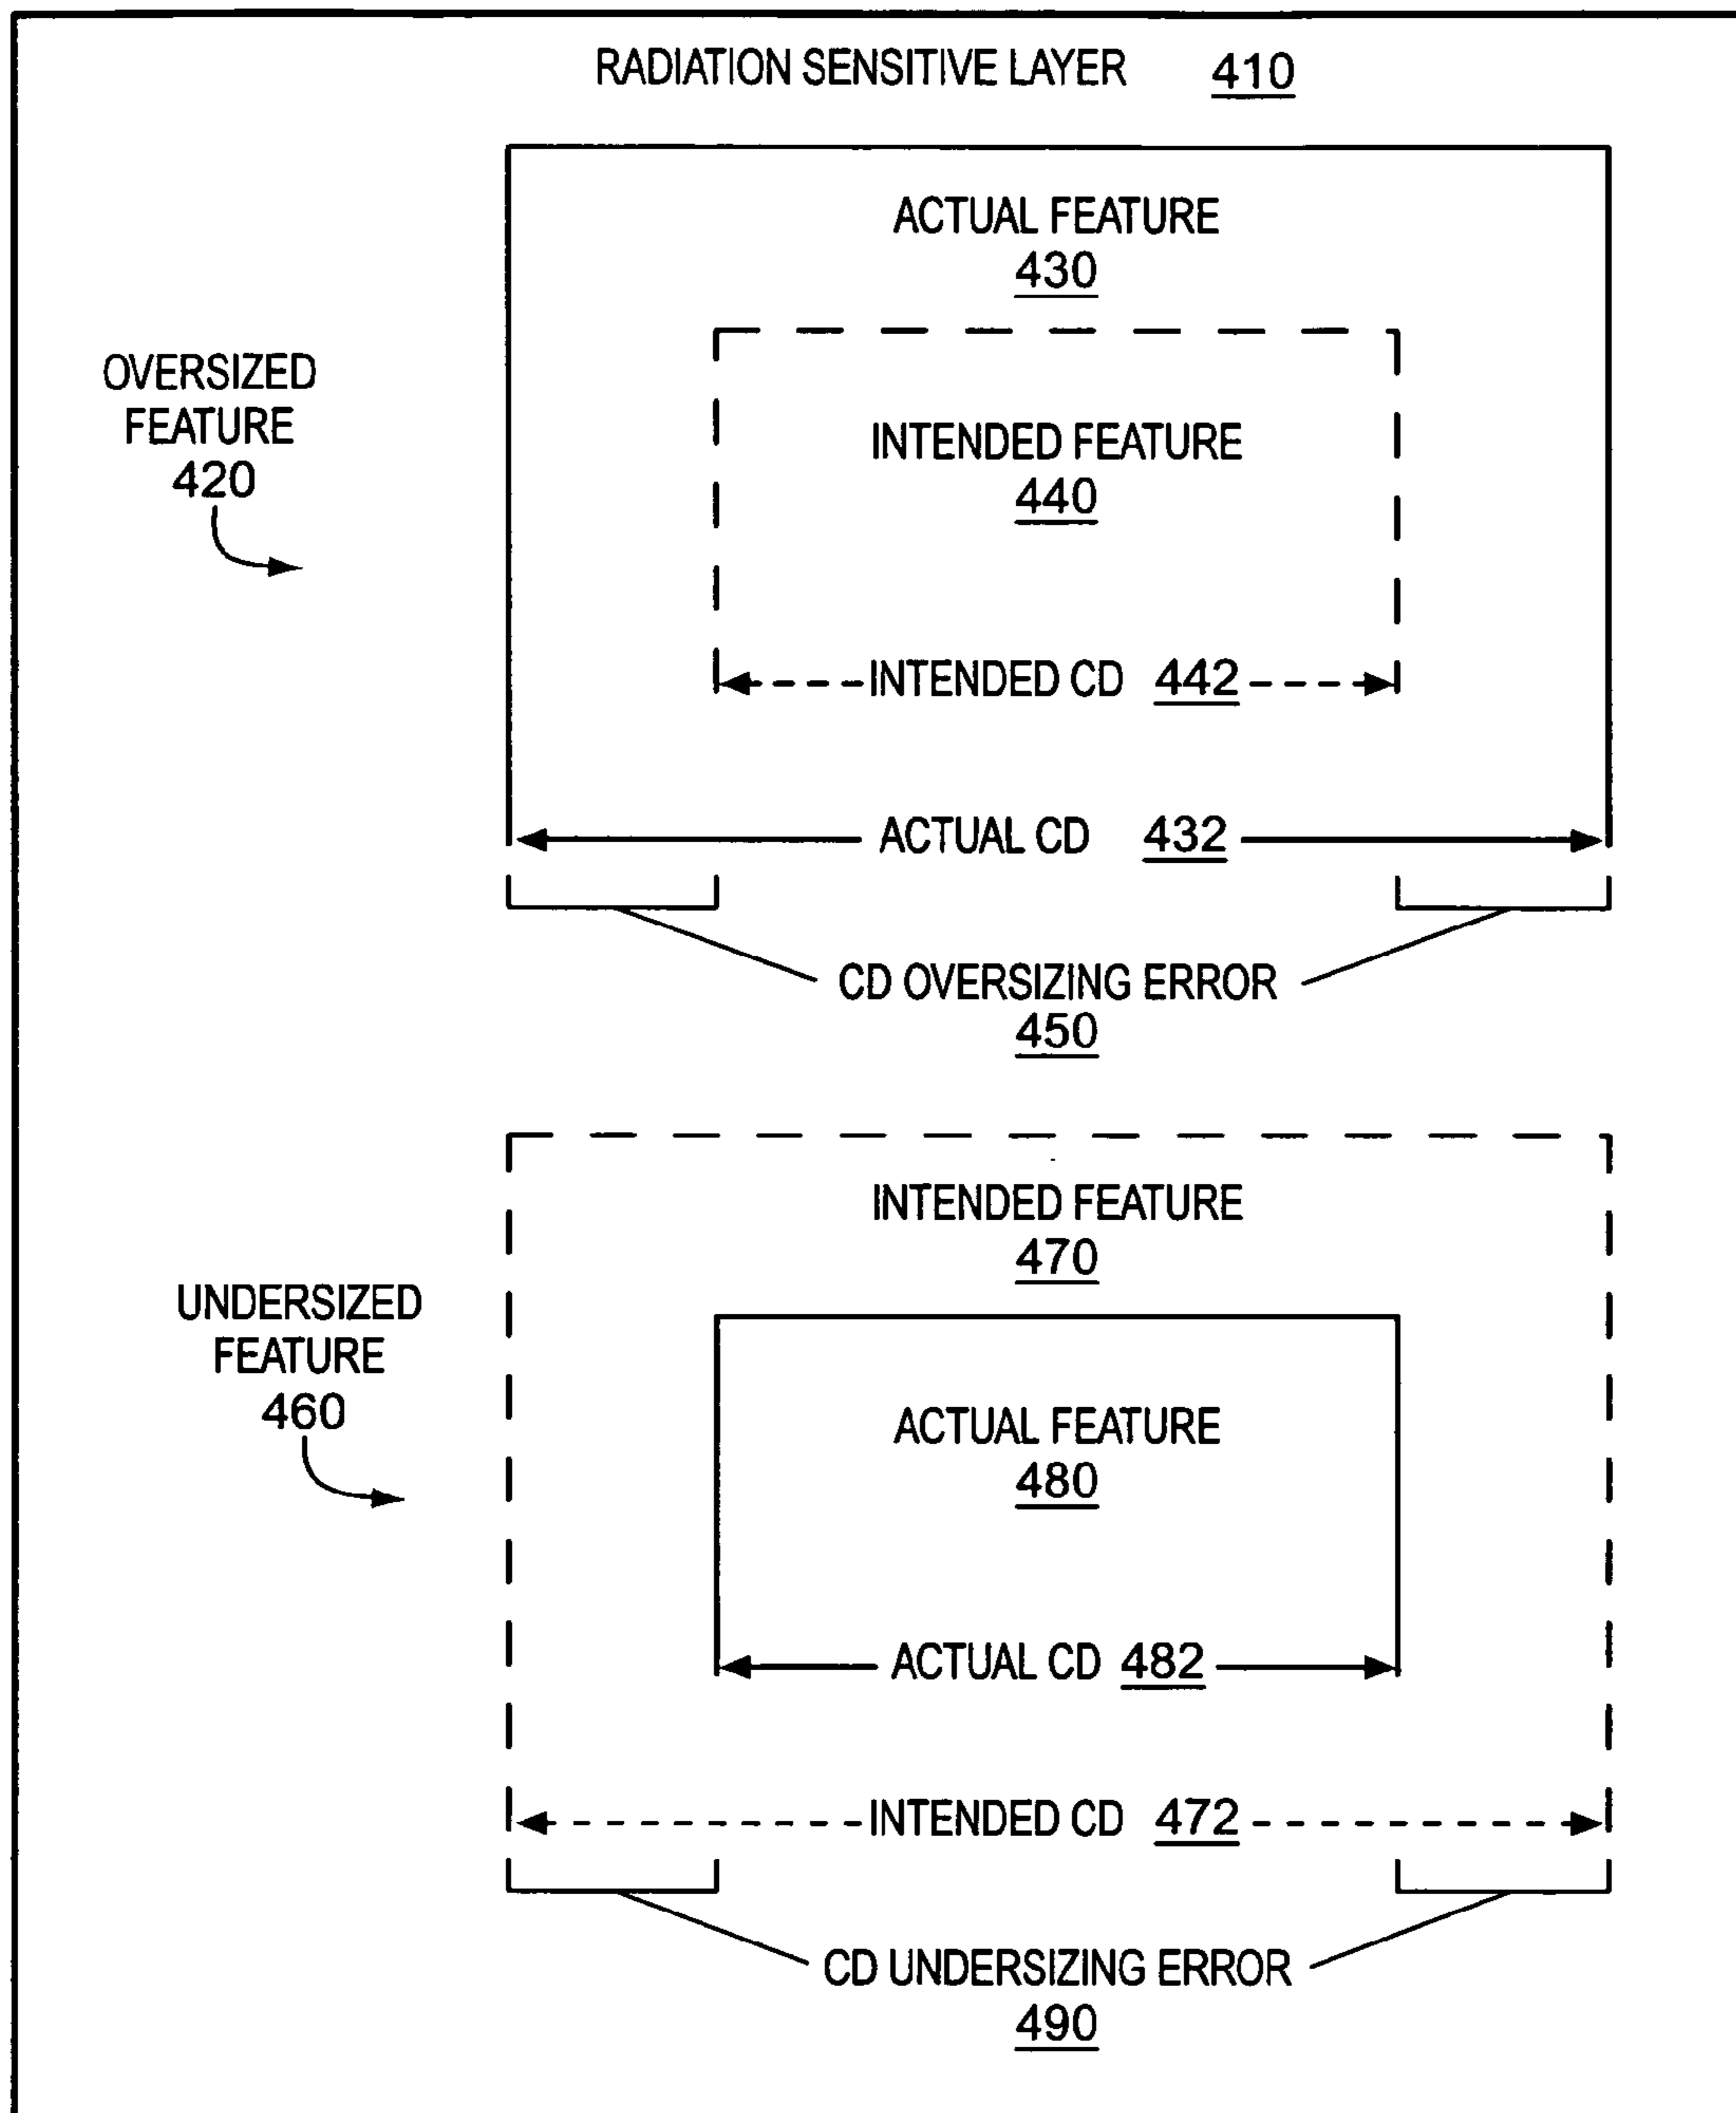 RADIATION SENSITIVE LAYER 410
ACTUAL FEATURE
430
OVERSIZED
FEATURE
420
INTENDED FEATURE
440
INTENDED CD 442
ACTUAL CD 432
CD OVERSIZING ERROR
450
INTENDED FEATURE
470
UNDERSIZED
FEATURE
460
ACTUAL FEATURE
480
ACTUAL CD 482
INTENDED CD 472
CD UNDERSIZING ERROR
490